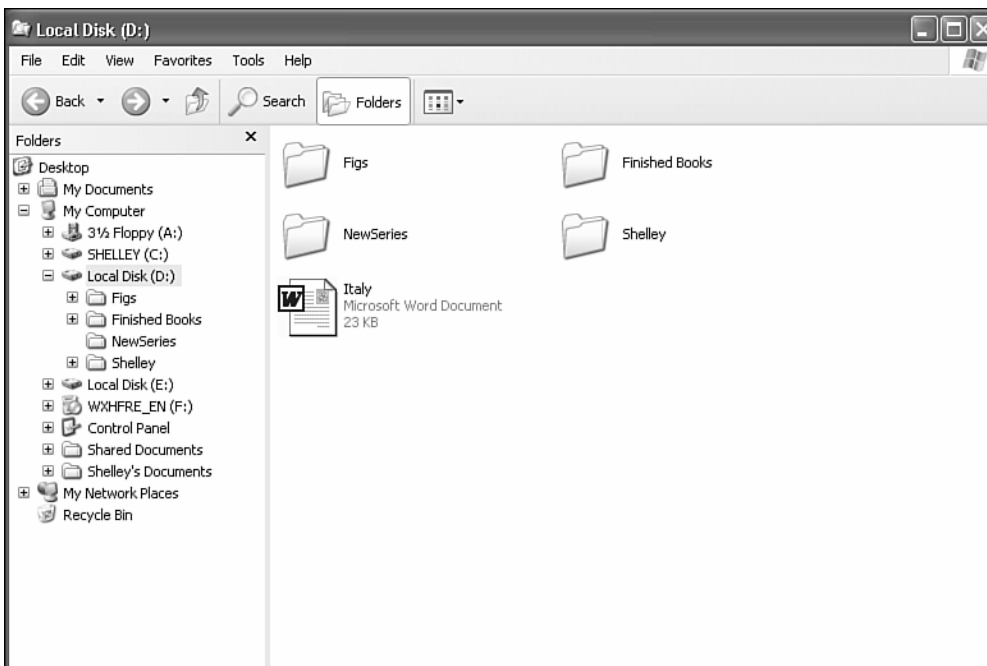 Local Disk (D:)
File Edit View Favorites Tools Help
Back Search Folders
Folders
Desktop
My Documents
My Computer
3½ Floppy (A:)
SHELLEY (C:)
Local Disk (D:)
Figs
Finished Books
NewSeries
Shelley
Local Disk (E:)
WXHFRE_EN (F:)
Control Panel
Shared Documents
Shelley's Documents
My Network Places
Recycle Bin
Figs Finished Books
NewSeries Shelley
W Italy
Microsoft Word Document
23 KB